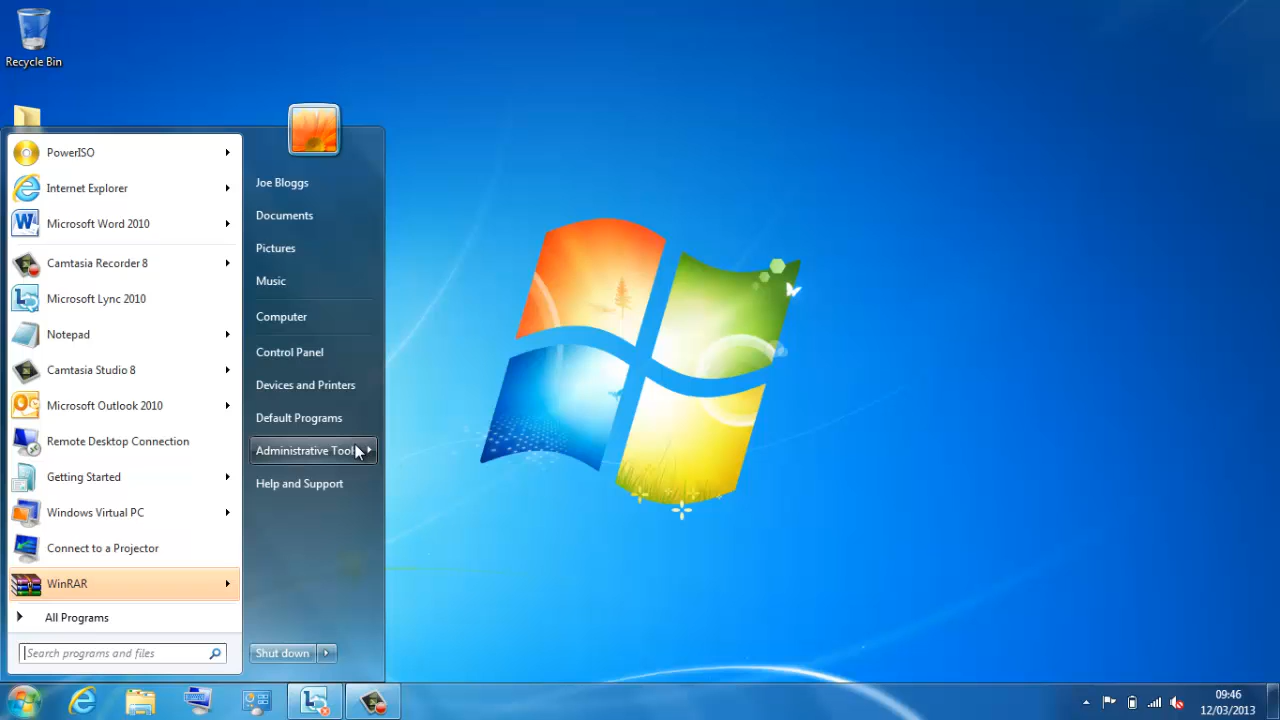 Recycle Bin
PowerISO
Internet Explorer
Microsoft Word 2010
Camtasia Recorder 8
Microsoft Lync 2010
Notepad
Camtasia Studio 8
Microsoft Outlook 2010
Remote Desktop Connection
Getting Started
Windows Virtual PC
Connect to a Projector
WinRAR
All Programs
Search programs and files
Joe Bloggs
Documents
Pictures
Music
Computer
Control Panel
Devices and Printers
Default Programs
Administrative Tools
Help and Support
Shut down
09:46
12/03/2013